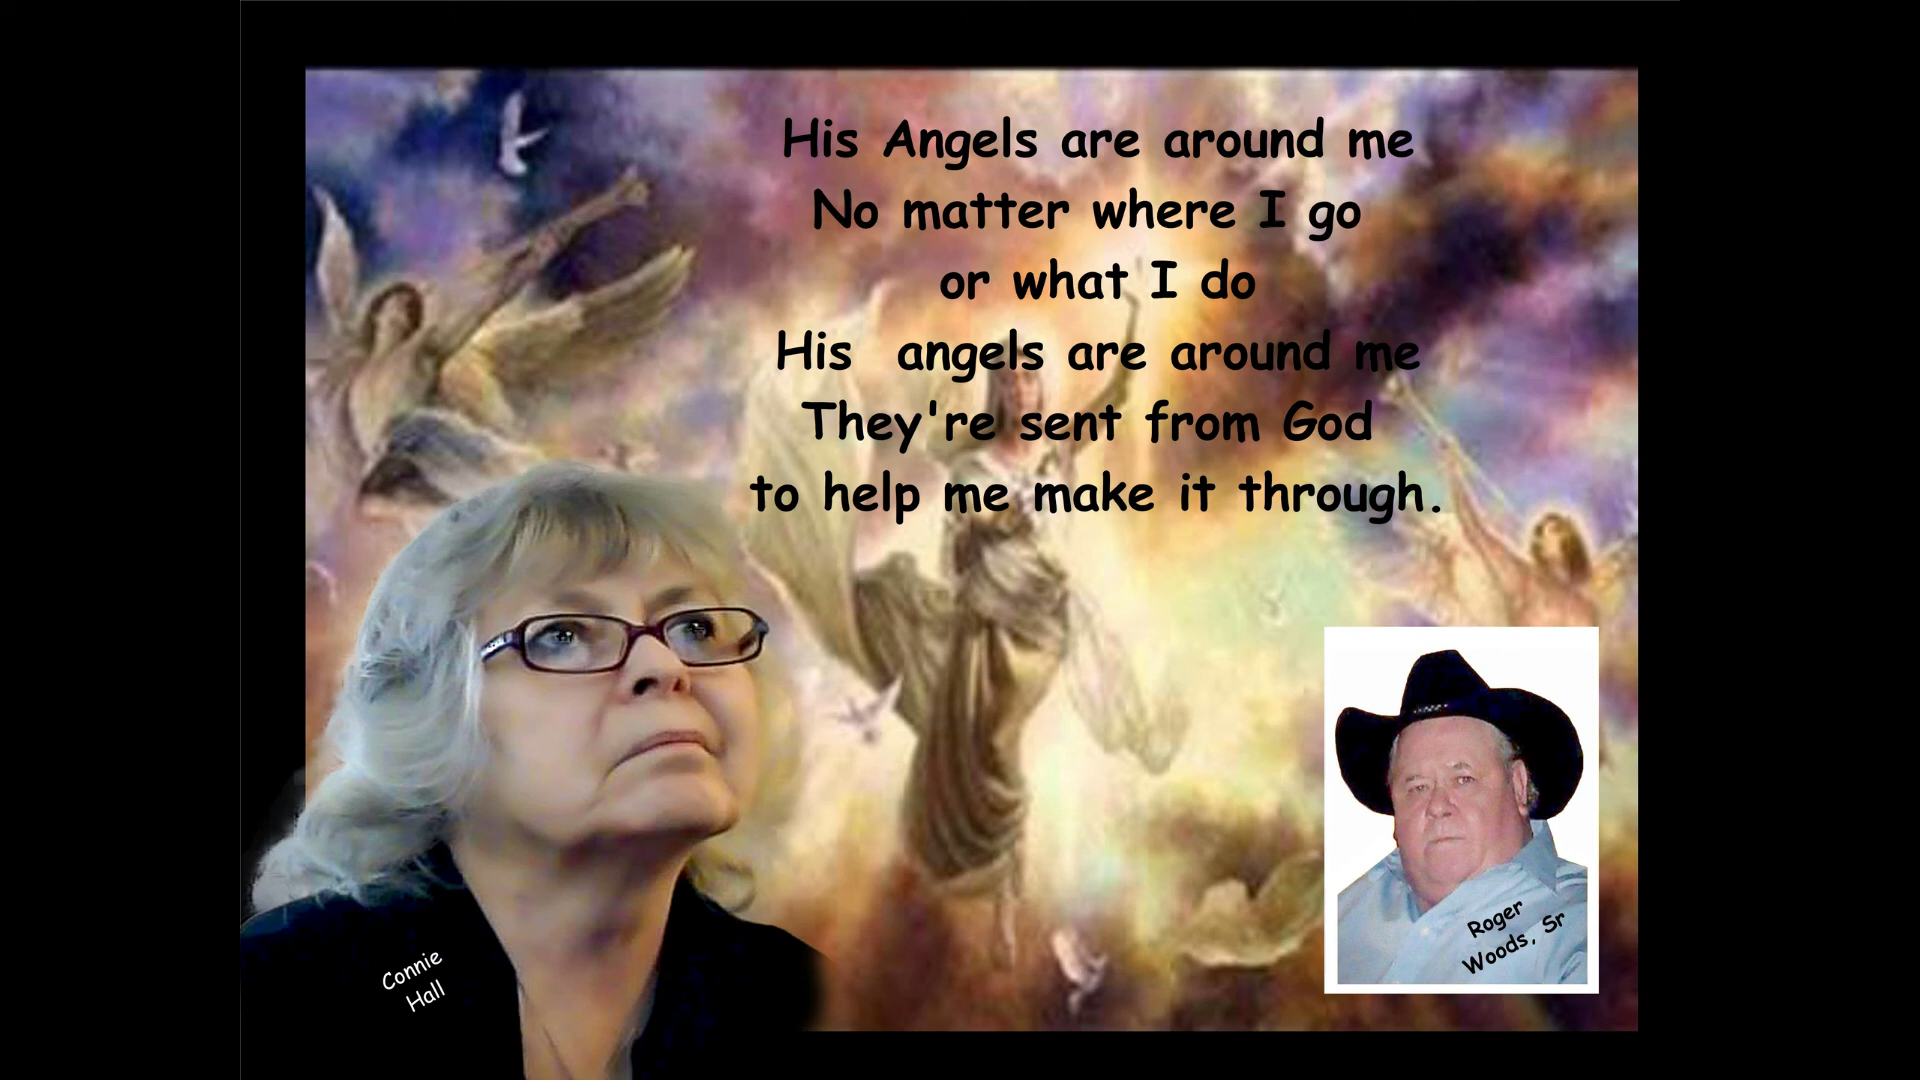 His Angels are around me
No matter where I go
or what I do
His angels are around me
They're sent from God
to help me make it through.
Connie
Hall
Roger
Woods, Sr